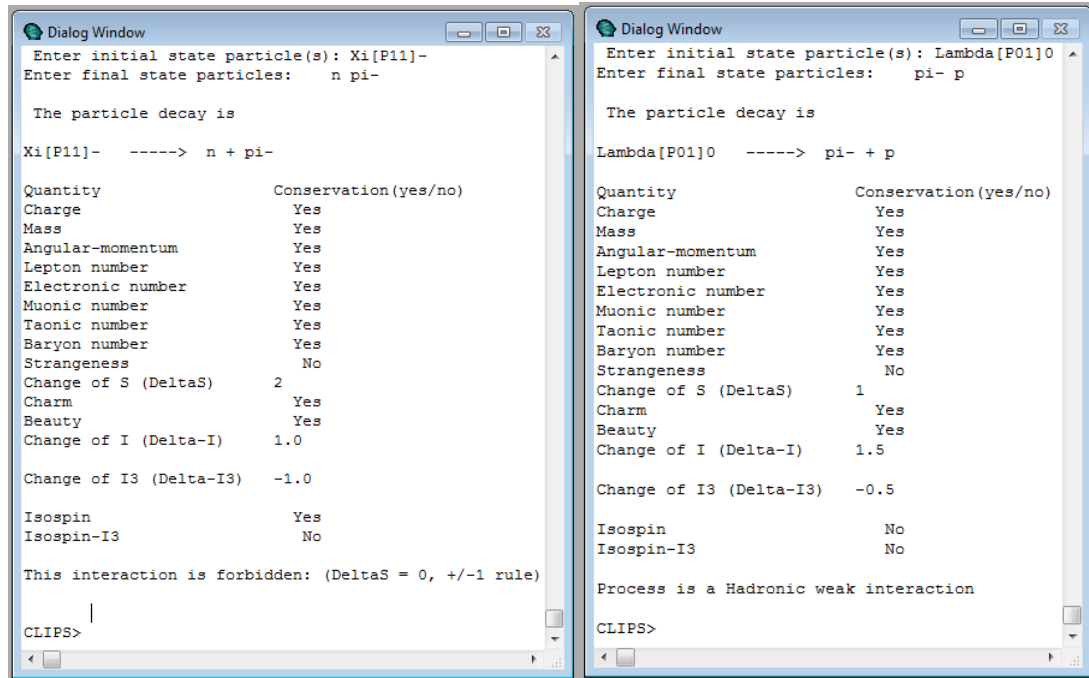 Dialog Window
Enter initial state particle(s): Xi[P11]-
Enter final state particles: n pi-
The particle decay is
Xi[P11]- -----> n + pi-
Quantity Conservation(yes/no)
Charge Yes
Mass Yes
Angular-momentum Yes
Lepton number Yes
Electronic number Yes
Muonic number Yes
Taonic number Yes
Baryon number Yes
Strangeness No
Change of S (DeltaS) 2
Charm Yes
Beauty Yes
Change of I (Delta-I) 1.0
Change of I3 (Delta-I3) -1.0
Isospin Yes
Isospin-I3 No
This interaction is forbidden: (DeltaS = 0, +/-1 rule)
CLIPS>
Dialog Window
Enter initial state particle(s): Lambda[P01]0
Enter final state particles: pi- p
The particle decay is
Lambda[P01]0 -----> pi- + p
Quantity Conservation(yes/no)
Charge Yes
Mass Yes
Angular-momentum Yes
Lepton number Yes
Electronic number Yes
Muonic number Yes
Taonic number Yes
Baryon number Yes
Strangeness No
Change of S (DeltaS) 1
Charm Yes
Beauty Yes
Change of I (Delta-I) 1.5
Change of I3 (Delta-I3) -0.5
Isospin No
Isospin-I3 No
Process is a Hadronic weak interaction
CLIPS>